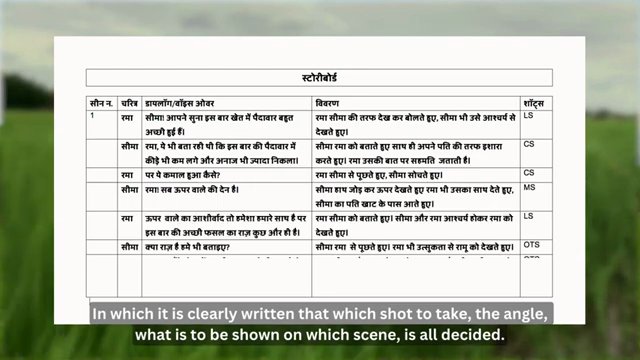 स्टोरीबोर्ड
सीन न. चरित्र डायलॉग/वॉइस ओवर विवरण शॉट्स
1 रमा सीमा! आपने सुना इस बार खेत में पैदावार बहुत रमा सीमा की तरफ देख कर बोलते हुए, सीमा भी उसे आश्चर्य से LS
अच्छी हुई हैं। देखते हुए।
सीमा रमा, ये भी बता रही थी कि इस बार की पैदावार में सीमा रमा को बताते हुए साथ ही अपने पति की तरफ इशारा CS
कीड़े भी कम लगे और अनाज भी ज्यादा निकला। करते हुए। रमा उसकी बात पर सहमति जताती हैं।
रमा पर ये कमाल हुआ कैसे? रमा सीमा से पूछते हुए, सीमा सोचते हुए। CS
सीमा रमा! सब ऊपर वाले की देन है। सीमा हाथ जोड़ कर ऊपर देखते हुए रमा भी उसका साथ देते हुए, MS
सीमा का पति खाट के पास आते हुए।
रमा ऊपर वाले का आशीर्वाद तो हमेशा हमारे साथ है पर सीमा रमा को बताते हुए। सीमा और रमा आश्चर्य होकर रमा को LS
इस बार की अच्छी फसल का राज़ कुछ और ही है। देखते हुए।
सीमा क्या राज़ है हमे भी बताइए? सीमा रमा से पूछते हुए। रमा भी उत्सुकता से रामू को देखते हुए। OTS
In which it is clearly written that which shot to take, the angle,
what is to be shown on which scene, is all decided.